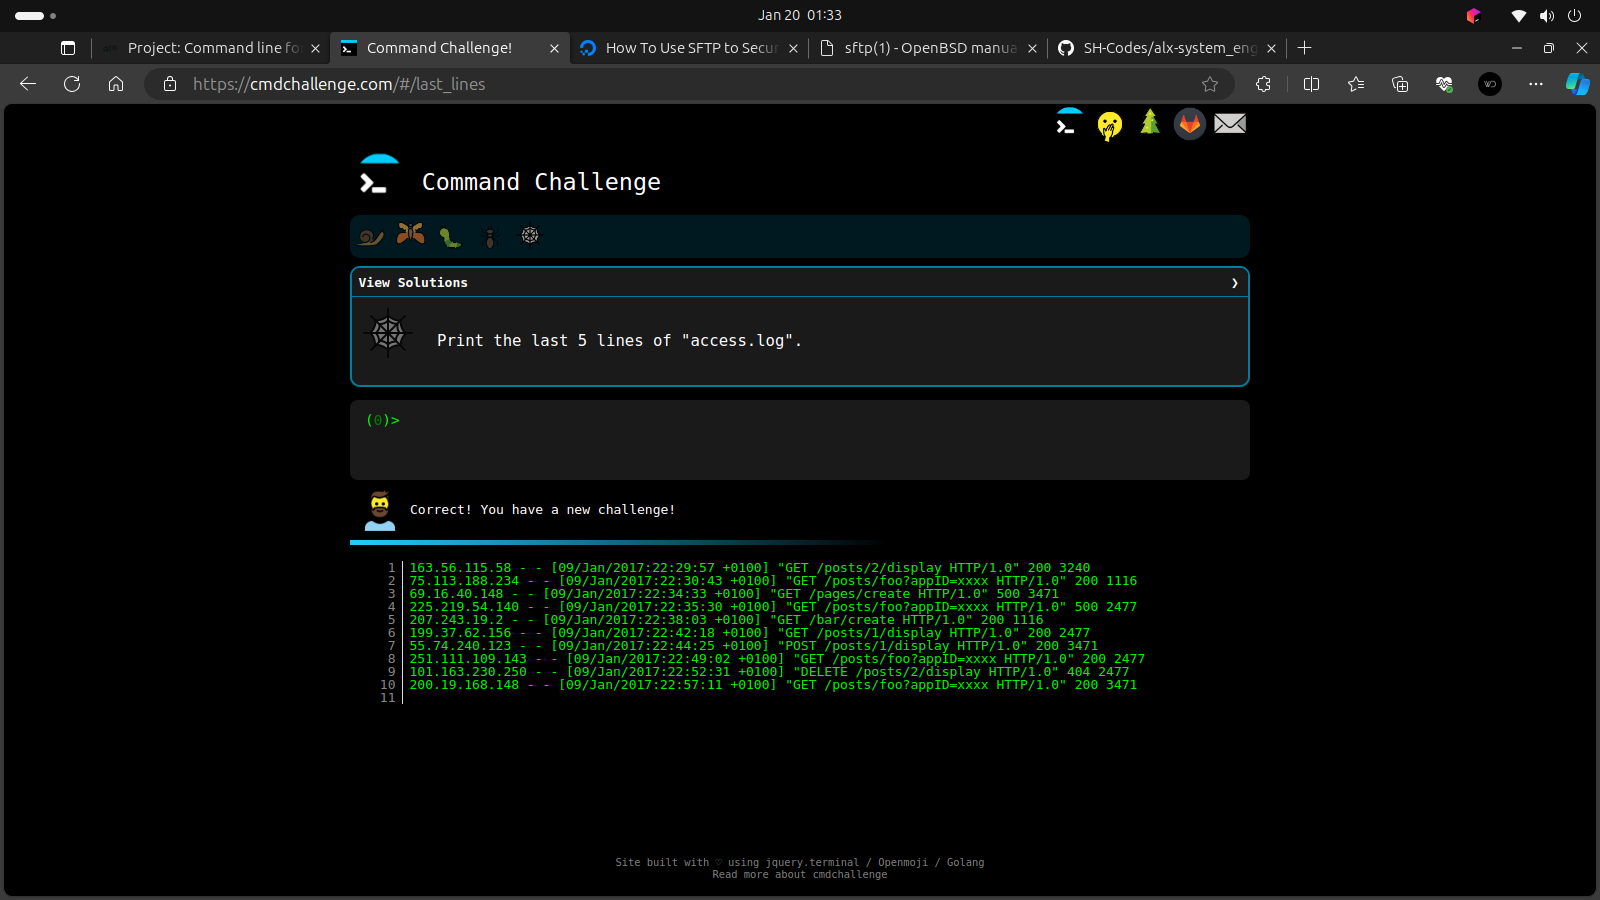 Jan 20 01:33
Project: Command line fo
Command Challenge!
How To Use SFTP to Secur
sftp(1) - OpenBSD manua
SH-Codes/alx-system_eng
https://cmdchallenge.com/#/last_lines
Command Challenge
View Solutions
Print the last 5 lines of "access.log".
(0)>
Correct! You have a new challenge!
1 163.56.115.58 - - [09/Jan/2017:22:29:57 +0100] "GET /posts/2/display HTTP/1.0" 200 3240
2 75.113.188.234 - - [09/Jan/2017:22:30:43 +0100] "GET /posts/foo?appID=xxxx HTTP/1.0" 200 1116
3 69.16.40.148 - - [09/Jan/2017:22:34:33 +0100] "GET /pages/create HTTP/1.0" 500 3471
4 225.219.54.140 - - [09/Jan/2017:22:35:30 +0100] "GET /posts/foo?appID=xxxx HTTP/1.0" 500 2477
5 207.243.19.2 - - [09/Jan/2017:22:38:03 +0100] "GET /bar/create HTTP/1.0" 200 1116
6 199.37.62.156 - - [09/Jan/2017:22:42:18 +0100] "GET /posts/1/display HTTP/1.0" 200 2477
7 55.74.240.123 - - [09/Jan/2017:22:44:25 +0100] "POST /posts/1/display HTTP/1.0" 200 3471
8 251.111.109.143 - - [09/Jan/2017:22:49:02 +0100] "GET /posts/foo?appID=xxxx HTTP/1.0" 200 2477
9 101.163.230.250 - - [09/Jan/2017:22:52:31 +0100] "DELETE /posts/2/display HTTP/1.0" 404 2477
10 200.19.168.148 - - [09/Jan/2017:22:57:11 +0100] "GET /posts/foo?appID=xxxx HTTP/1.0" 200 3471
11
Site built with ♡ using jquery.terminal / Openmoji / Golang
Read more about cmdchallenge